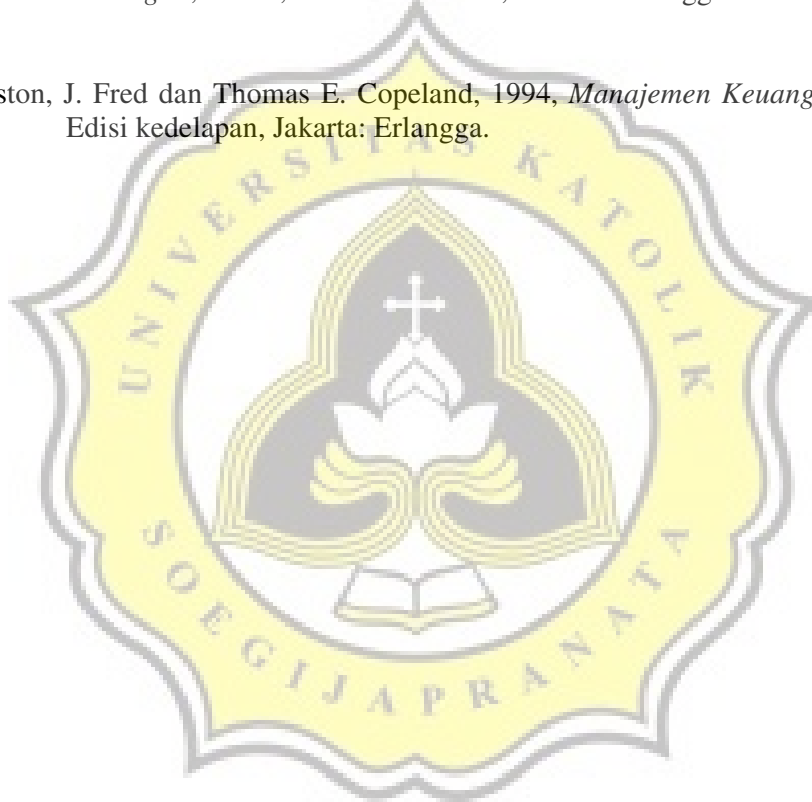 ston, J. Fred dan Thomas E. Copeland, 1994, Manajemen Keuang
Edisi kedelapan, Jakarta: Erlangga.
UNIVERSITAS KATOLIK
SOEGIJAPRANATA